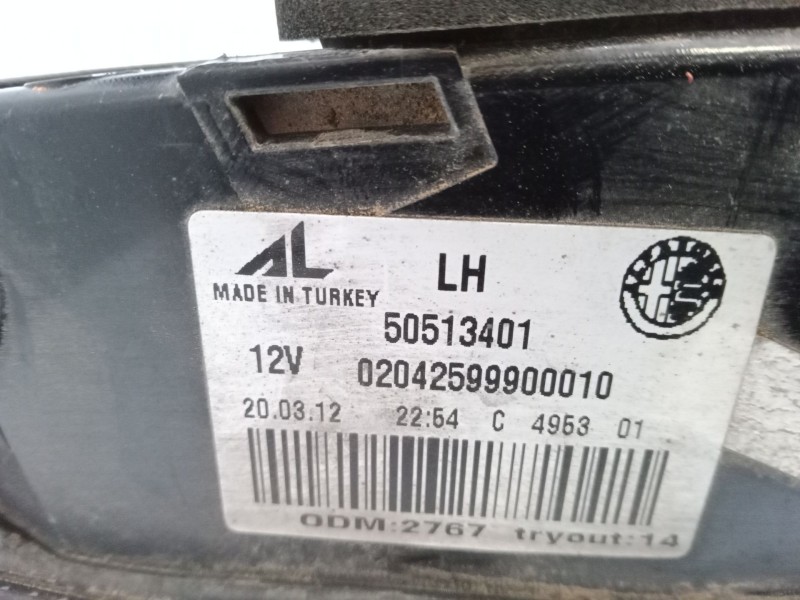 AL
LH
MADE IN TURKEY
50513401
12V 02042599900010
20.03.12 22:54 C 4953 01
ODM:2767 tryout:14